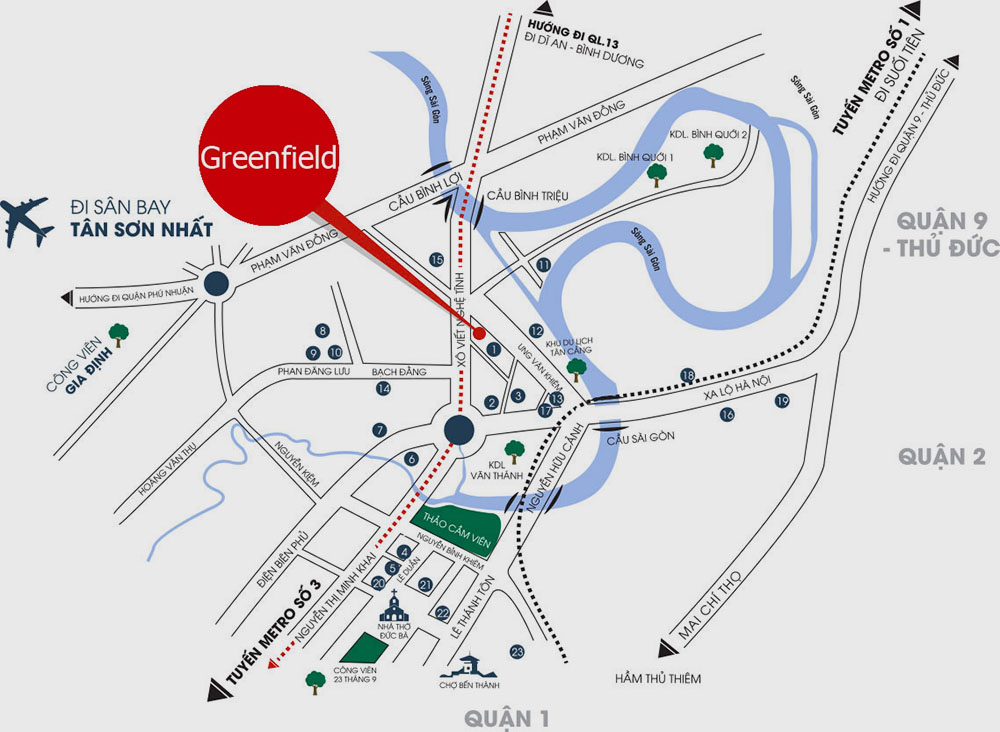 HƯỚNG ĐI QL.13
ĐI DĨ AN - BÌNH DƯƠNG
TUYẾN METRO SỐ 1
ĐI SUỐI TIÊN
HƯỚNG ĐI QUẬN 9 - THỦ ĐỨC
Sông Sài Gòn
Sông Sài Gòn
PHẠM VĂN ĐỒNG
KDL. BÌNH QUỚI 2
KDL. BÌNH QUỚI 1
Greenfield
CẦU BÌNH LỢI
CẦU BÌNH TRIỆU
ĐI SÂN BAY
TÂN SƠN NHẤT
QUẬN 9
- THỦ ĐỨC
PHẠM VĂN ĐỒNG
Sông Sài Gòn
15
11
HƯỚNG ĐI QUẬN PHÚ NHUẬN
XÔ VIẾT NGHỆ TĨNH
8
12
CÔNG VIÊN
GIA ĐỊNH
9
10
1
UNG VĂN KHIÊM
KHU DU LỊCH
TÂN CẢNG
PHAN ĐĂNG LƯU
BẠCH ĐẰNG
14
18
XA LỘ HÀ NỘI
2
3
13
17
16
19
7
6
CẦU SÀI GÒN
KDL
VĂN THÁNH
NGUYỄN HỮU CẢNH
QUẬN 2
HOÀNG VĂN THỤ
NGUYỄN KIỆM
THẢO CẦM VIÊN
ĐIỆN BIÊN PHỦ
NGUYỄN BỈNH KHIÊM
4
5
LÊ DUẨN
20
21
22
NGUYỄN THỊ MINH KHAI
TUYẾN METRO SỐ 3
NHÀ THỜ
ĐỨC BÀ
LÊ THÁNH TÔN
MAI CHÍ THỌ
23
CÔNG VIÊN
23 THÁNG 9
CHỢ BẾN THÀNH
HẦM THỦ THIÊM
QUẬN 1